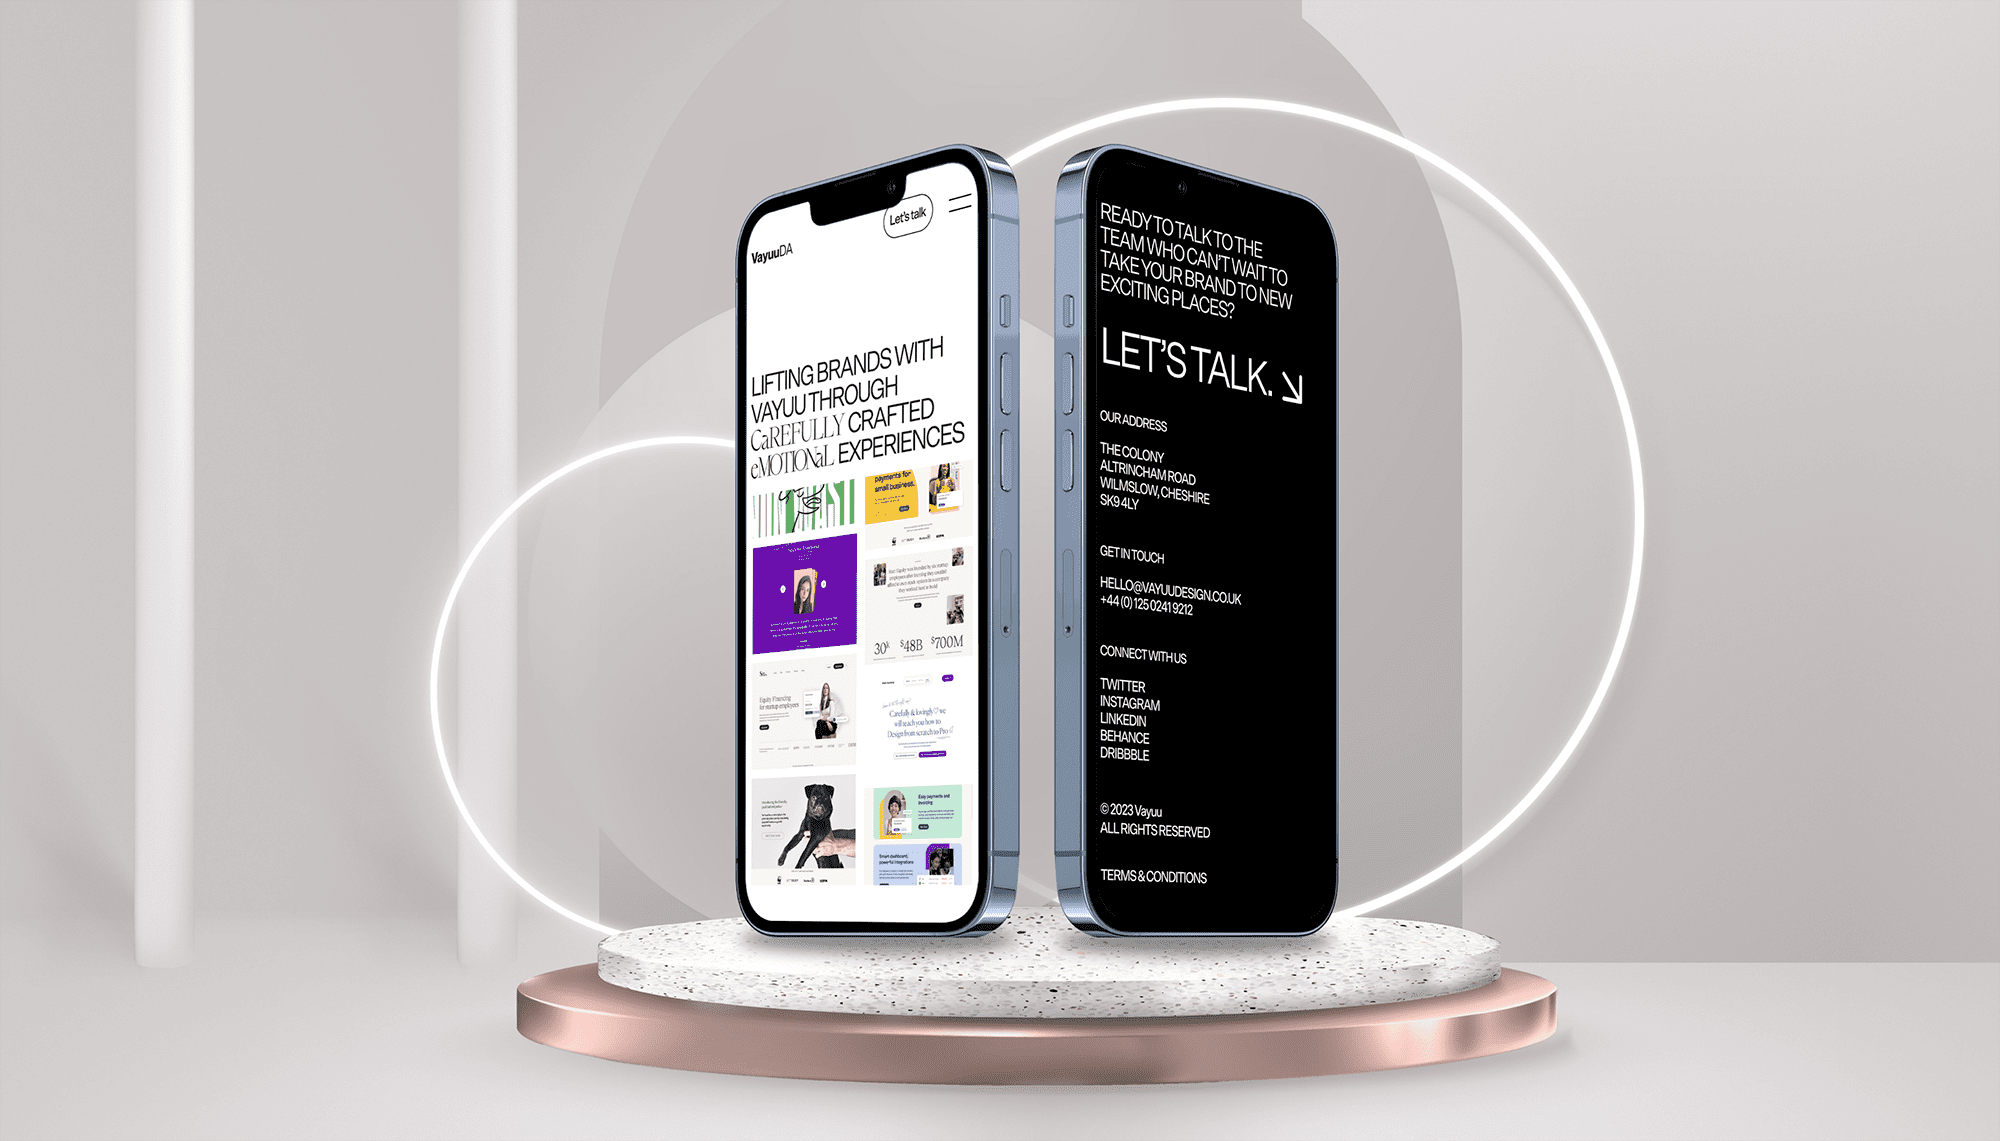 Let's talk
VayuuDA
LIFTING BRANDS WITH
VAYUU THROUGH
CaREFULLY CRAFTED
eMOTIONaL EXPERIENCES
payments for
small business.
30k
$48B
$700M
Equity Financing
for startup employees
Carefully & lovingly we
will teach you how to
Design from scratch to Pro
Easy payments and
invoicing
Smart dashboard,
powerful integrations
READY TO TALK TO THE
TEAM WHO CAN'T WAIT TO
TAKE YOUR BRAND TO NEW
EXCITING PLACES?
LET'S TALK.
OUR ADDRESS
THE COLONY
ALTRINCHAM ROAD
WILMSLOW, CHESHIRE
SK9 4LY
GET IN TOUCH
HELLO@VAYUUDESIGN.CO.UK
+44 (0) 125 0241 9212
CONNECT WITH US
TWITTER
INSTAGRAM
LINKEDIN
BEHANCE
DRIBBBLE
© 2023 Vayuu
ALL RIGHTS RESERVED
TERMS & CONDITIONS